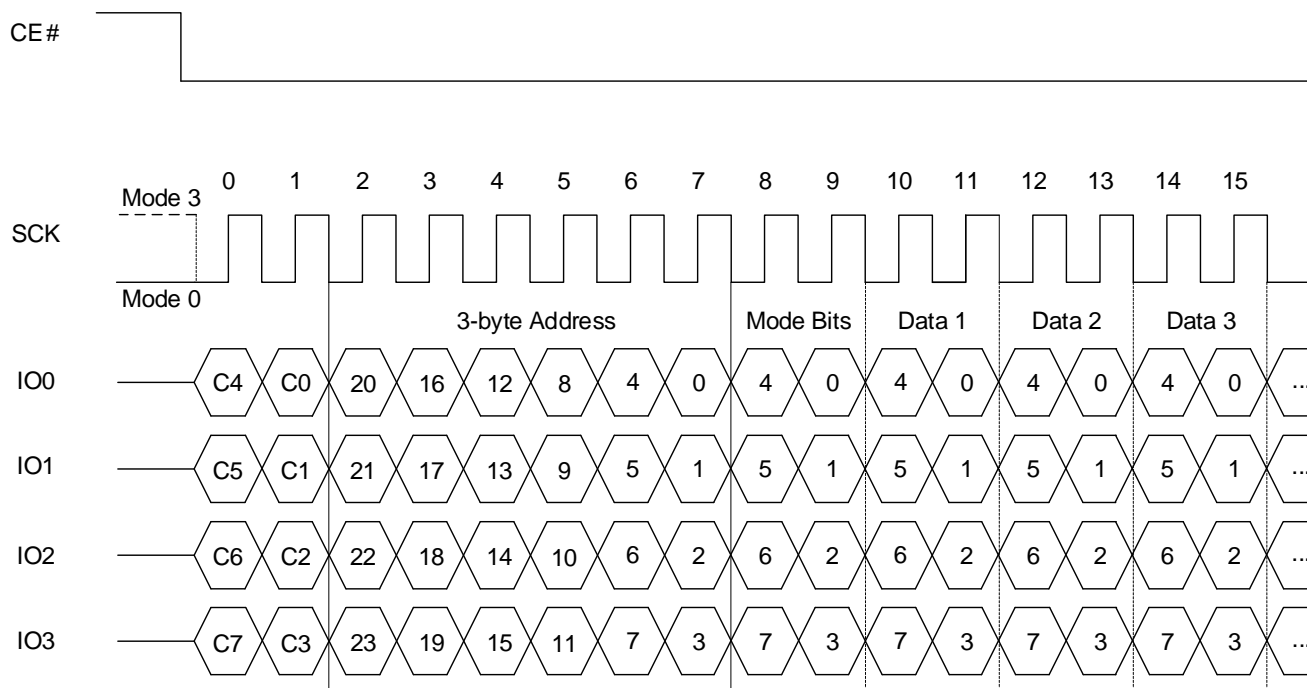 CE#
0 1 2 3 4 5 6 7 8 9 10 11 12 13 14 15
Mode 3
SCK
Mode 0
3-byte Address Mode Bits Data 1 Data 2 Data 3
IO0 C4 C0 20 16 12 8 4 0 4 0 4 0 4 0 4 0 ...
IO1 C5 C1 21 17 13 9 5 1 5 1 5 1 5 1 5 1 ...
IO2 C6 C2 22 18 14 10 6 2 6 2 6 2 6 2 6 2 ...
IO3 C7 C3 23 19 15 11 7 3 7 3 7 3 7 3 7 3 ...